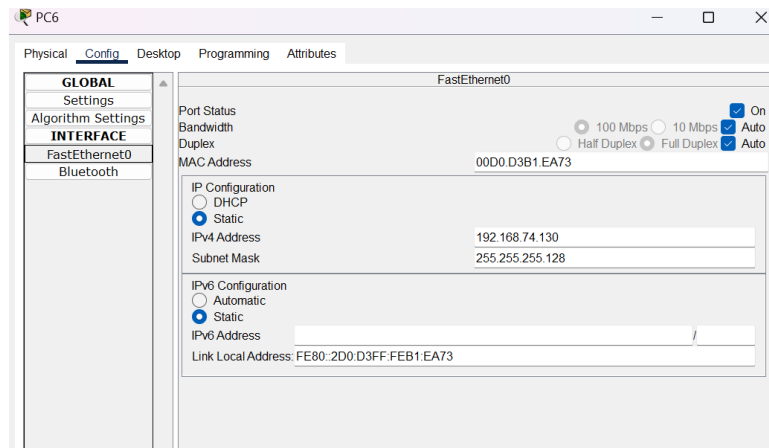 PC6
Physical Config Desktop Programming Attributes
GLOBAL
Settings
Algorithm Settings
INTERFACE
FastEthernet0
Bluetooth
FastEthernet0
Port Status On
Bandwidth 100 Mbps 10 Mbps Auto
Duplex Half Duplex Full Duplex Auto
MAC Address 00D0.D3B1.EA73
IP Configuration
DHCP
Static
IPv4 Address 192.168.74.130
Subnet Mask 255.255.255.128
IPv6 Configuration
Automatic
Static
IPv6 Address /
Link Local Address: FE80::2D0:D3FF:FEB1:EA73